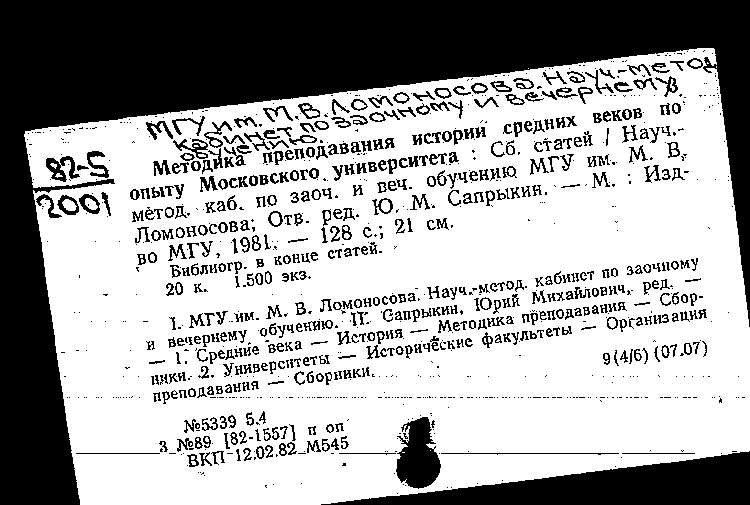 МГУ им. М. В. Ломоносова. Науч.-метод.
кабинет по заочному и вечернему
обучению.
82-5
2001
Методика преподавания истории средних веков по
опыту Московского университета : Сб. статей / Науч.-
метод. каб. по заоч. и веч. обучению МГУ им. М. В.
Ломоносова; Отв. ред. Ю. М. Сапрыкин. — М. : Изд-
во МГУ, 1981. — 128 с.; 21 см.
Библиогр. в конце статей.
20 к. 1.500 экз.
I. МГУ им. М. В. Ломоносова. Науч.-метод. кабинет по заочному
и вечернему обучению. II. Сапрыкин, Юрий Михайлович, ред. —
— 1. Средние века — История — Методика преподавания — Сбор-
ники. 2. Университеты — Исторические факультеты — Организация
преподавания — Сборники.
9(4/6) (07.07)
№5339 5.4
3 №89 [82-1557] п оп
ВКП 12.02.82 М545